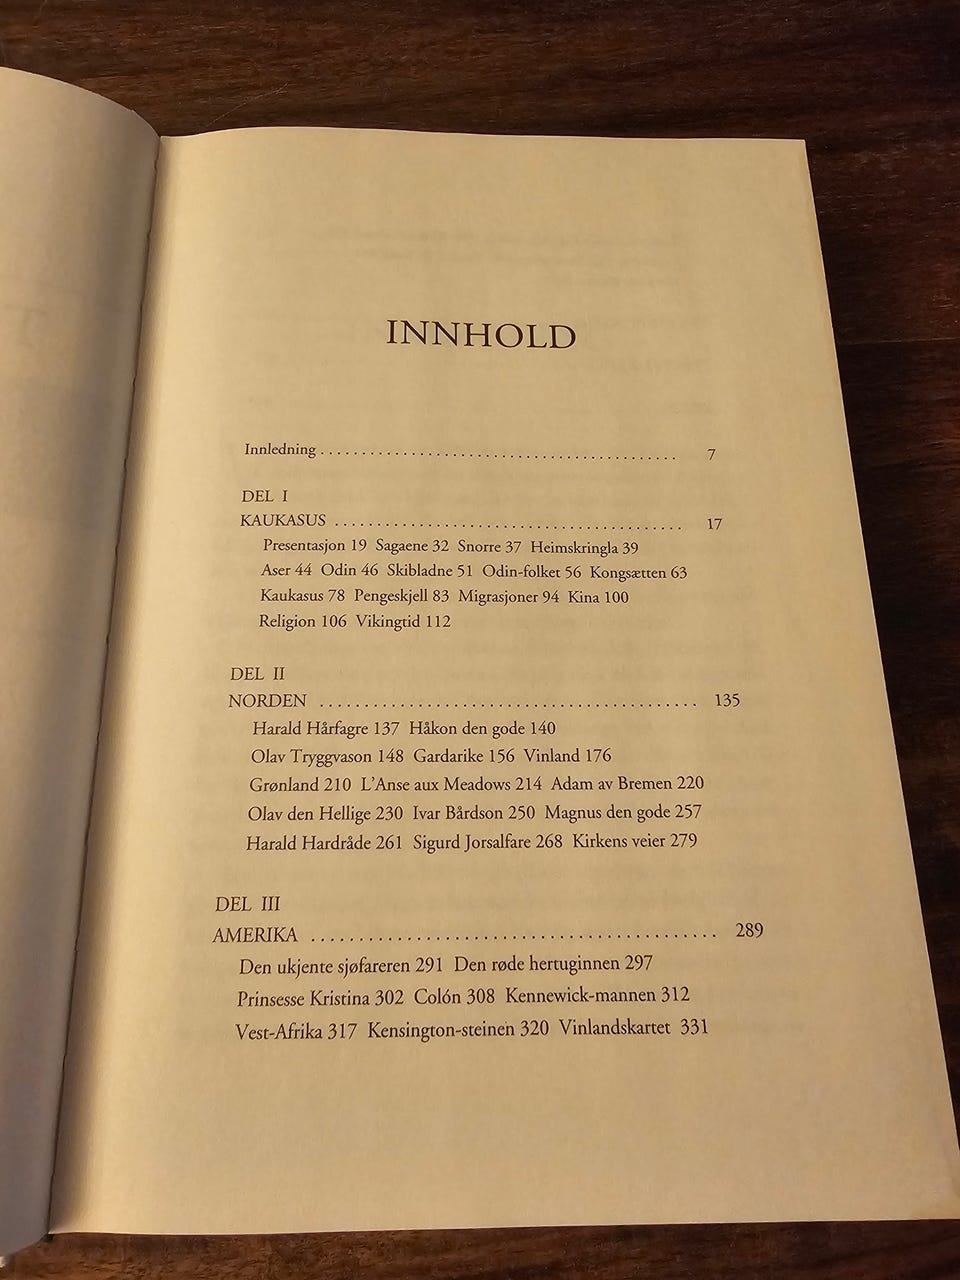 INNHOLD
Innledning . . . . . . . . . . . . . . . . . . . . . . . . . . . . . . . . . . . . . . . . . . . 7
DEL I
KAUKASUS . . . . . . . . . . . . . . . . . . . . . . . . . . . . . . . . . . . . . . . . . 17
Presentasjon 19 Sagaene 32 Snorre 37 Heimskringla 39
Aser 44 Odin 46 Skibladne 51 Odin-folket 56 Kongsætten 63
Kaukasus 78 Pengeskjell 83 Migrasjoner 94 Kina 100
Religion 106 Vikingtid 112
DEL II
NORDEN . . . . . . . . . . . . . . . . . . . . . . . . . . . . . . . . . . . . . . . . . . 135
Harald Hårfagre 137 Håkon den gode 140
Olav Tryggvason 148 Gardarike 156 Vinland 176
Grønland 210 L'Anse aux Meadows 214 Adam av Bremen 220
Olav den Hellige 230 Ivar Bårdson 250 Magnus den gode 257
Harald Hardråde 261 Sigurd Jorsalfare 268 Kirkens veier 279
DEL III
AMERIKA . . . . . . . . . . . . . . . . . . . . . . . . . . . . . . . . . . . . . . . . . . 289
Den ukjente sjøfareren 291 Den røde hertuginnen 297
Prinsesse Kristina 302 Colón 308 Kennewick-mannen 312
Vest-Afrika 317 Kensington-steinen 320 Vinlandskartet 331